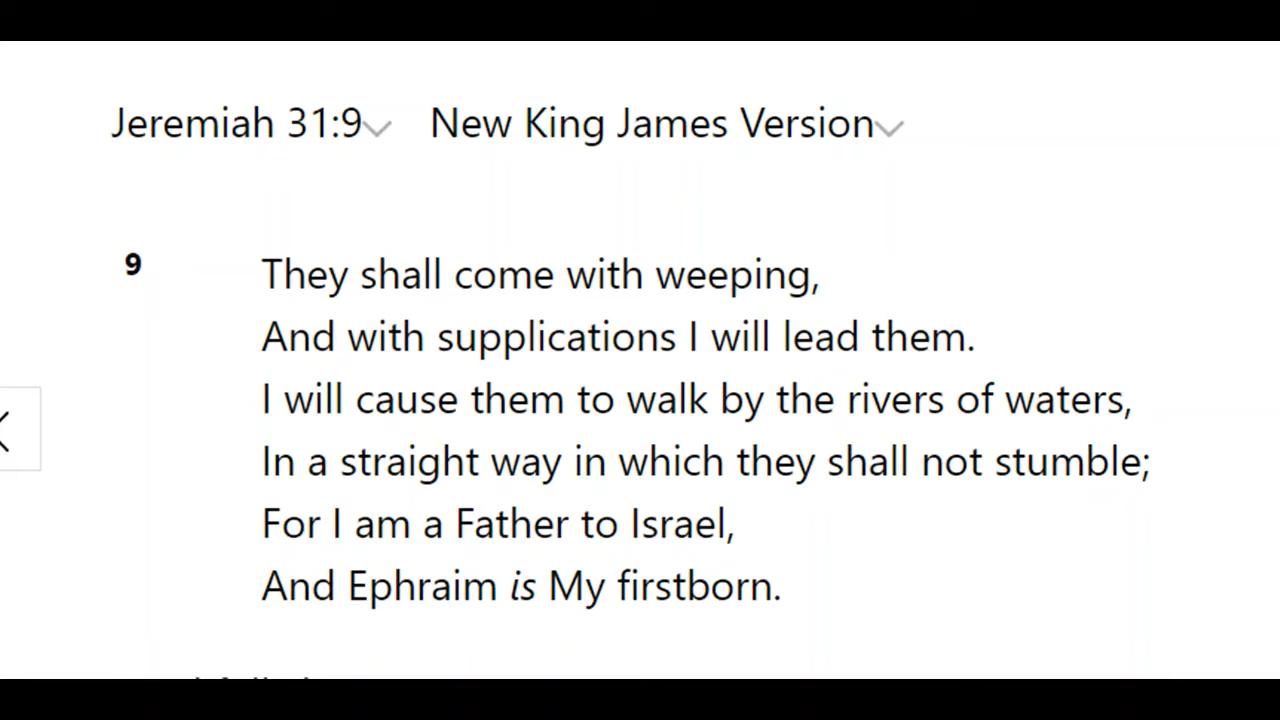 Jeremiah 31:9 New King James Version
9 They shall come with weeping,
And with supplications I will lead them.
I will cause them to walk by the rivers of waters,
In a straight way in which they shall not stumble;
For I am a Father to Israel,
And Ephraim is My firstborn.